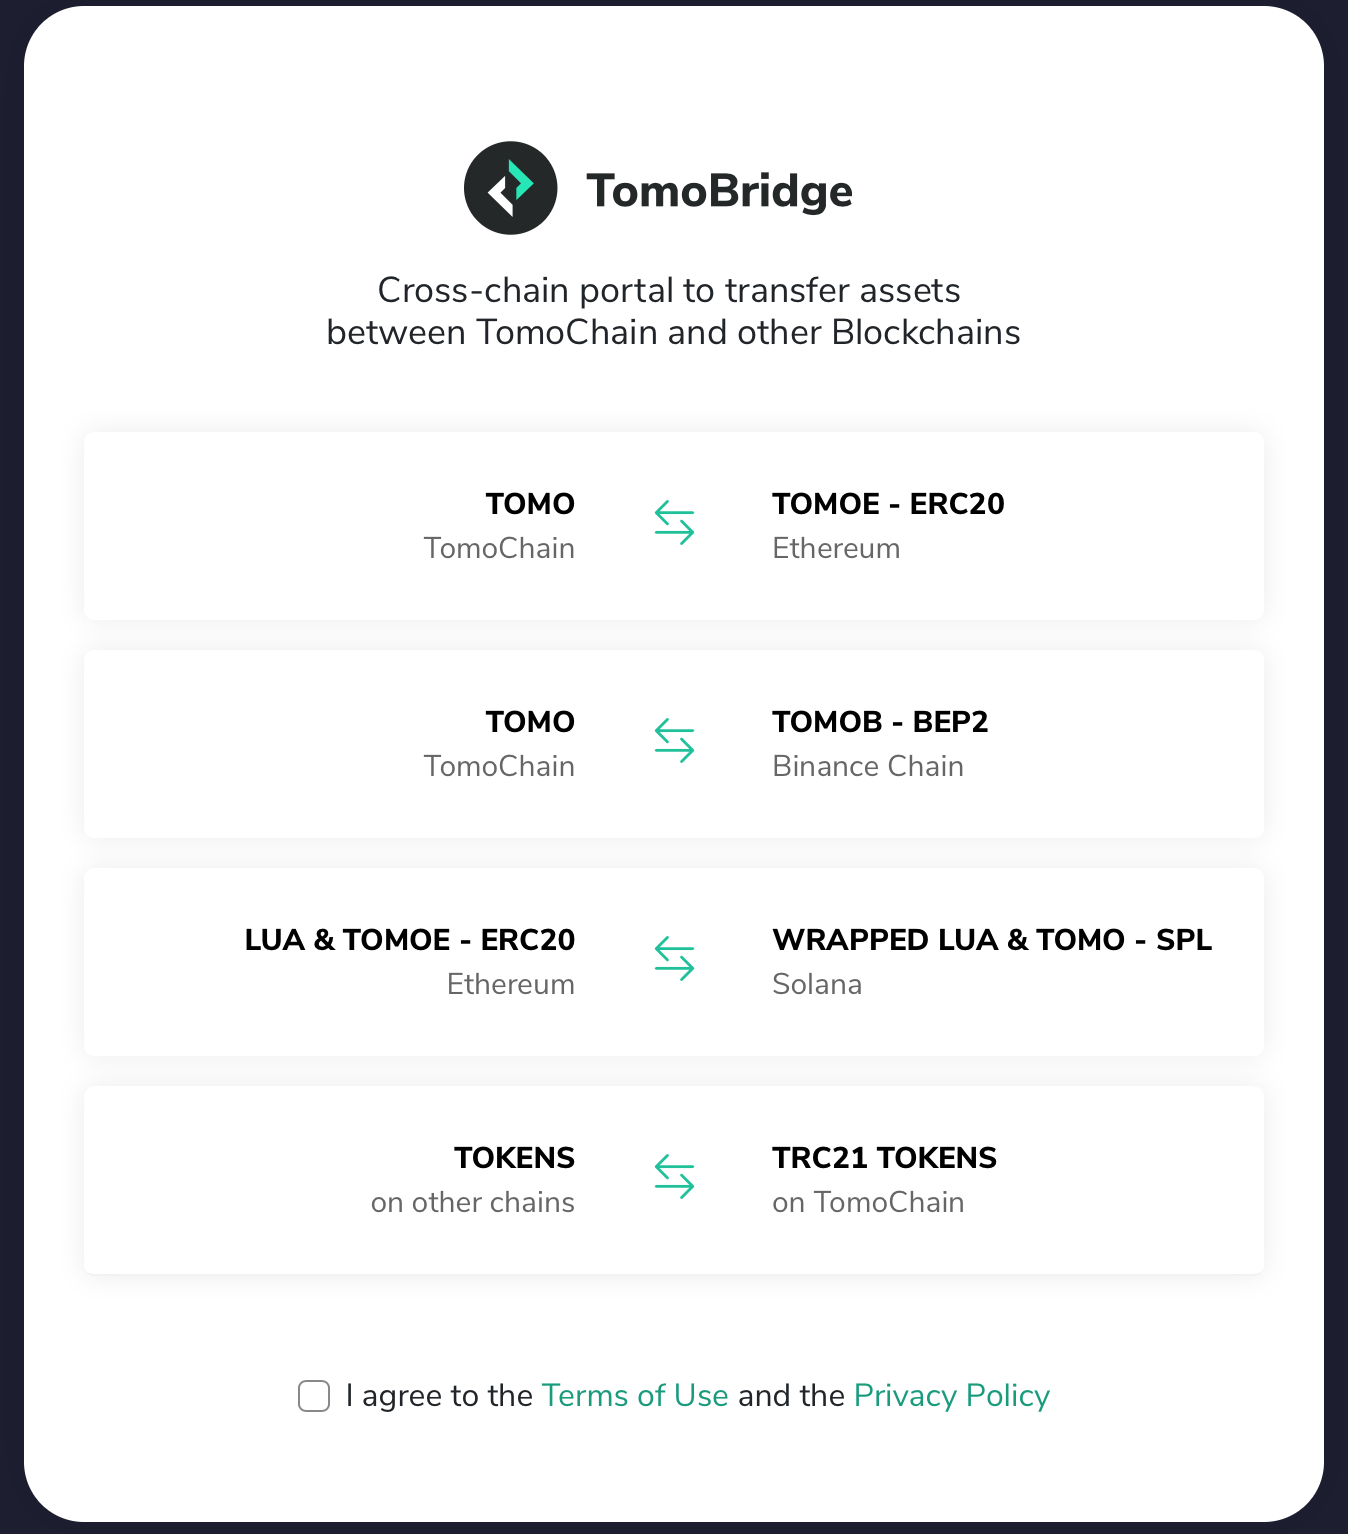 TomoBridge
Cross-chain portal to transfer assets
between TomoChain and other Blockchains
TOMO
TomoChain
TOMOE - ERC20
Ethereum
TOMO
TomoChain
TOMOB - BEP2
Binance Chain
LUA & TOMOE - ERC20
Ethereum
WRAPPED LUA & TOMO - SPL
Solana
TOKENS
on other chains
TRC21 TOKENS
on TomoChain
I agree to the Terms of Use and the Privacy Policy